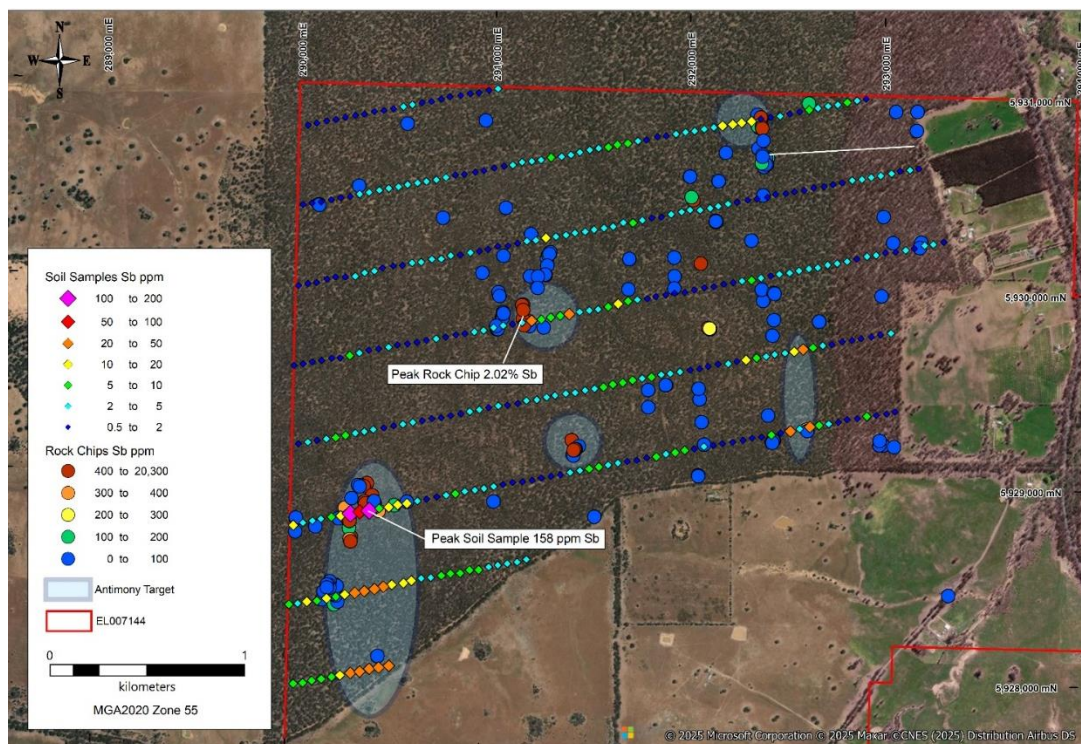 N
W E
S
289,000 mE
290,000 mE
291,000 mE
292,000 mE
293,000 mE
5,931,000 mN
5,930,000 mN
5,929,000 mN
5,928,000 mN
Peak Rock Chip 2.02% Sb
Peak Soil Sample 158 ppm Sb
Soil Samples Sb ppm
100 to 200
50 to 100
20 to 50
10 to 20
5 to 10
2 to 5
0.5 to 2
Rock Chips Sb ppm
400 to 20,300
300 to 400
200 to 300
100 to 200
0 to 100
Antimony Target
EL007144
0 1
kilometers
MGA2020 Zone 55
© 2025 Microsoft Corporation © 2025 Maxar ©CNES (2025) Distribution Airbus DS